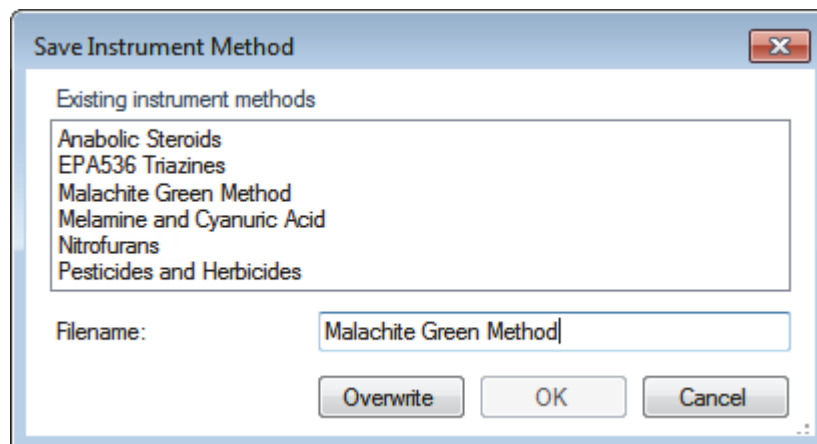 Save Instrument Method
Existing instrument methods
Anabolic Steroids
EPA536 Triazines
Malachite Green Method
Melamine and Cyanuric Acid
Nitrofurans
Pesticides and Herbicides
Filename: Malachite Green Method
Overwrite OK Cancel